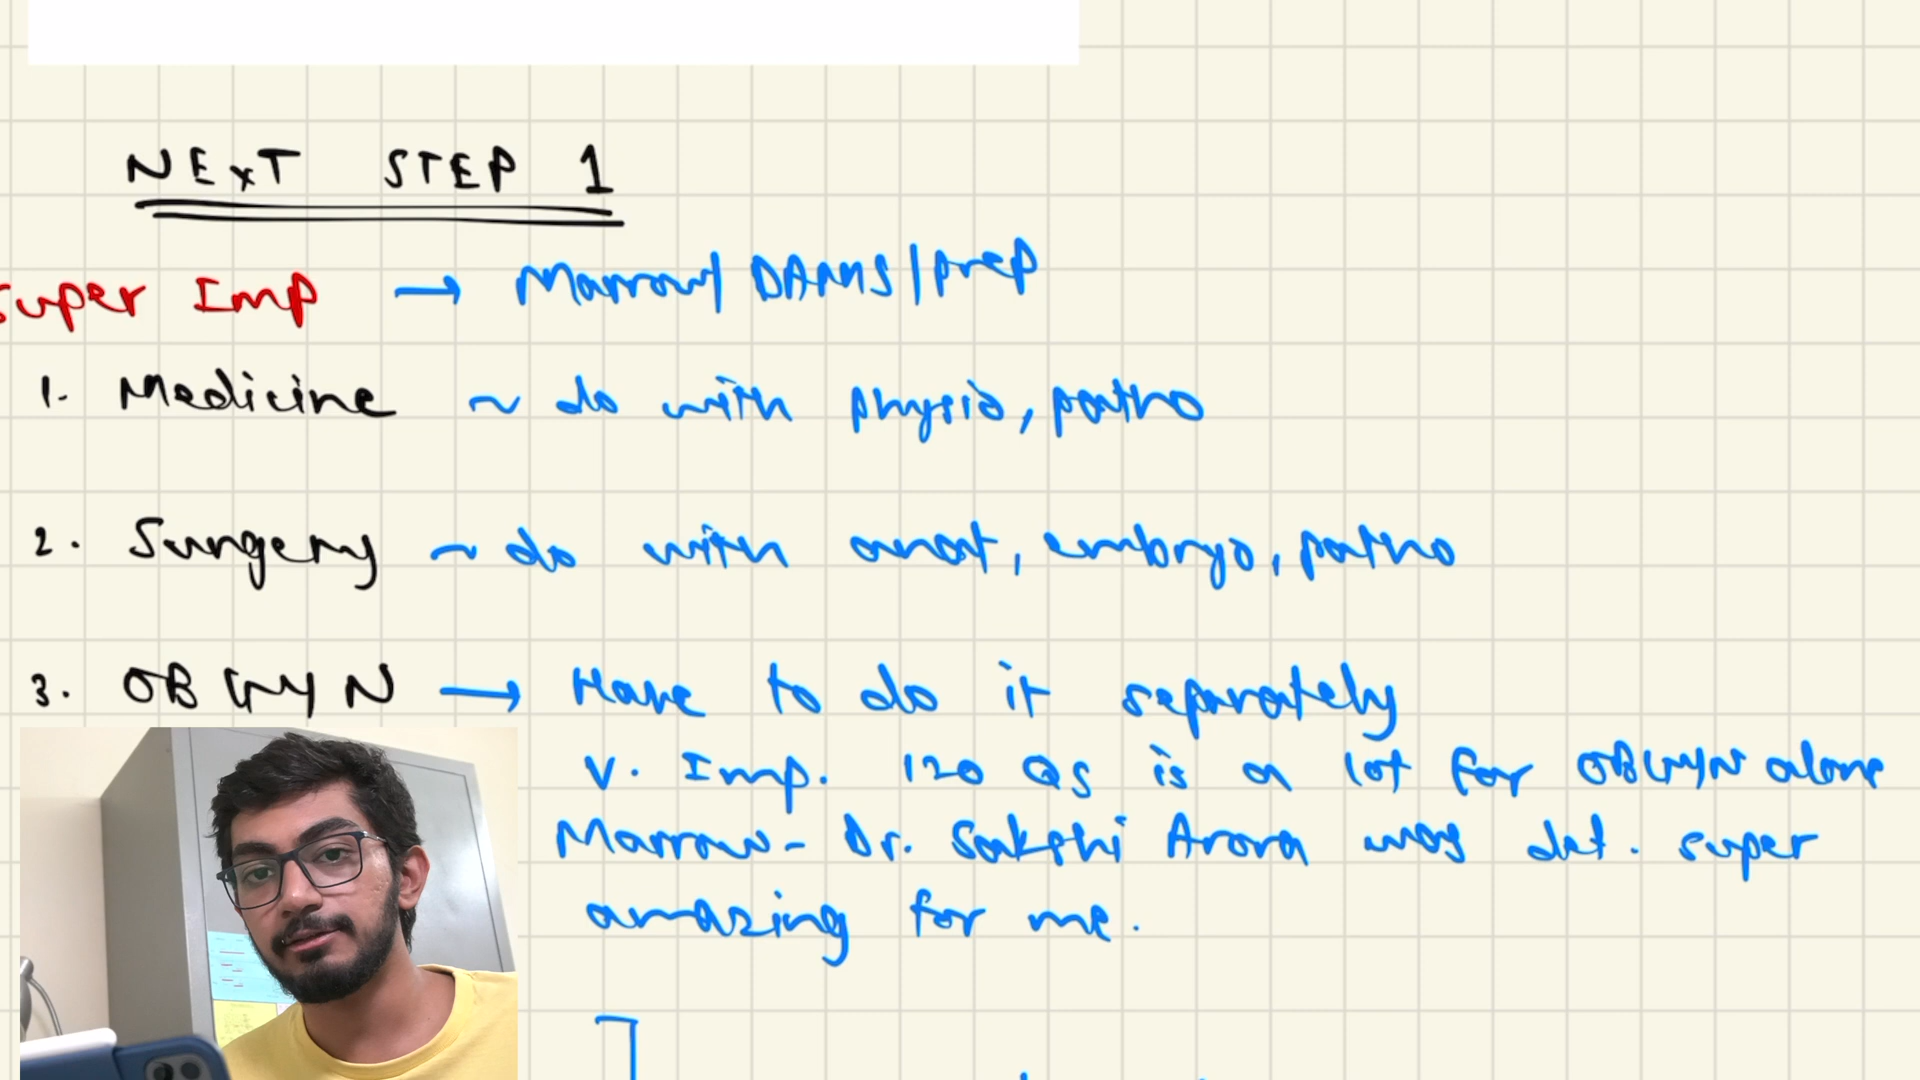 NExT STEP 1
Super Imp → Marrow/ DAMS/prep
1. Medicine ~ do with physio, patho
2. Surgery ~ do with anat, embryo, patho
3. OBGYN → Have to do it separately
V. Imp. 120 Qs is a lot for OBGYN alone
Marrow - Dr. Sakshi Arora was def. super
amazing for me.